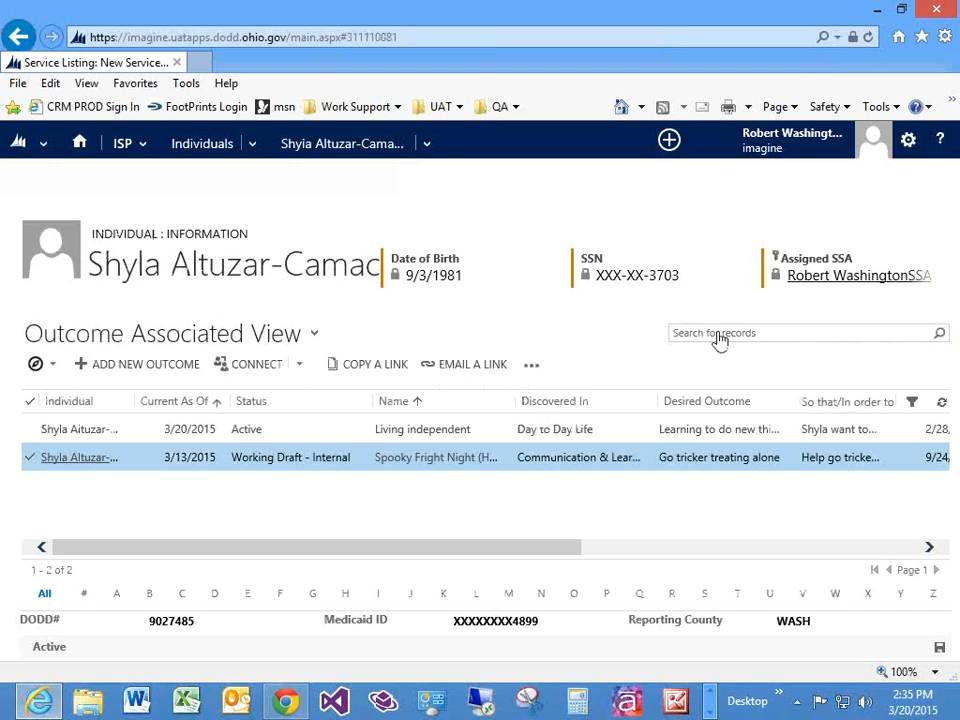 https://imagine.uatapps.dodd.ohio.gov/main.aspx#311110881
Service Listing: New Service...
File Edit View Favorites Tools Help
CRM PROD Sign In FootPrints Login msn Work Support UAT QA Page Safety Tools
ISP Individuals Shyla Altuzar-Cama... Robert Washingt...
imagine
INDIVIDUAL : INFORMATION
Shyla Altuzar-Camac
Date of Birth SSN Assigned SSA
9/3/1981 XXX-XX-3703 Robert WashingtonSSA
Outcome Associated View Search for records
ADD NEW OUTCOME CONNECT COPY A LINK EMAIL A LINK ...
Individual Current As Of Status Name Discovered In Desired Outcome So that/In order to
Shyla Altuzar-... 3/20/2015 Active Living independent Day to Day Life Learning to do new thi... Shyla want to... 2/28,
Shyla Altuzar-... 3/13/2015 Working Draft - Internal Spooky Fright Night (H... Communication & Lear... Go tricker treating alone Help go tricke... 9/24,
1 - 2 of 2 Page 1
All # A B C D E F G H I J K L M N O P Q R S T U V W X Y Z
DODD# 9027485 Medicaid ID XXXXXXXX4899 Reporting County WASH
Active
100%
Desktop 2:35 PM
3/20/2015